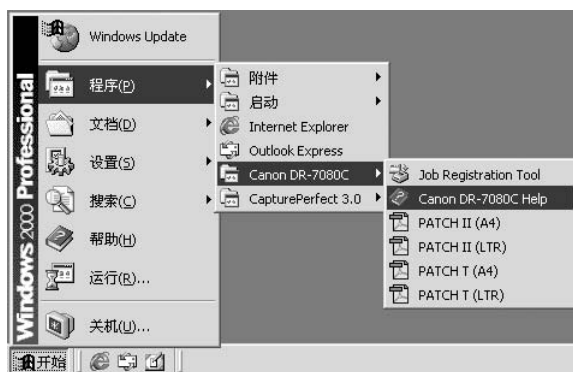 Windows 2000 Professional
Windows Update
程序(P)
文档(D)
设置(S)
搜索(C)
帮助(H)
运行(R)...
关机(U)...
附件
启动
Internet Explorer
Outlook Express
Canon DR-7080C
CapturePerfect 3.0
Job Registration Tool
Canon DR-7080C Help
PATCH II (A4)
PATCH II (LTR)
PATCH T (A4)
PATCH T (LTR)
开始